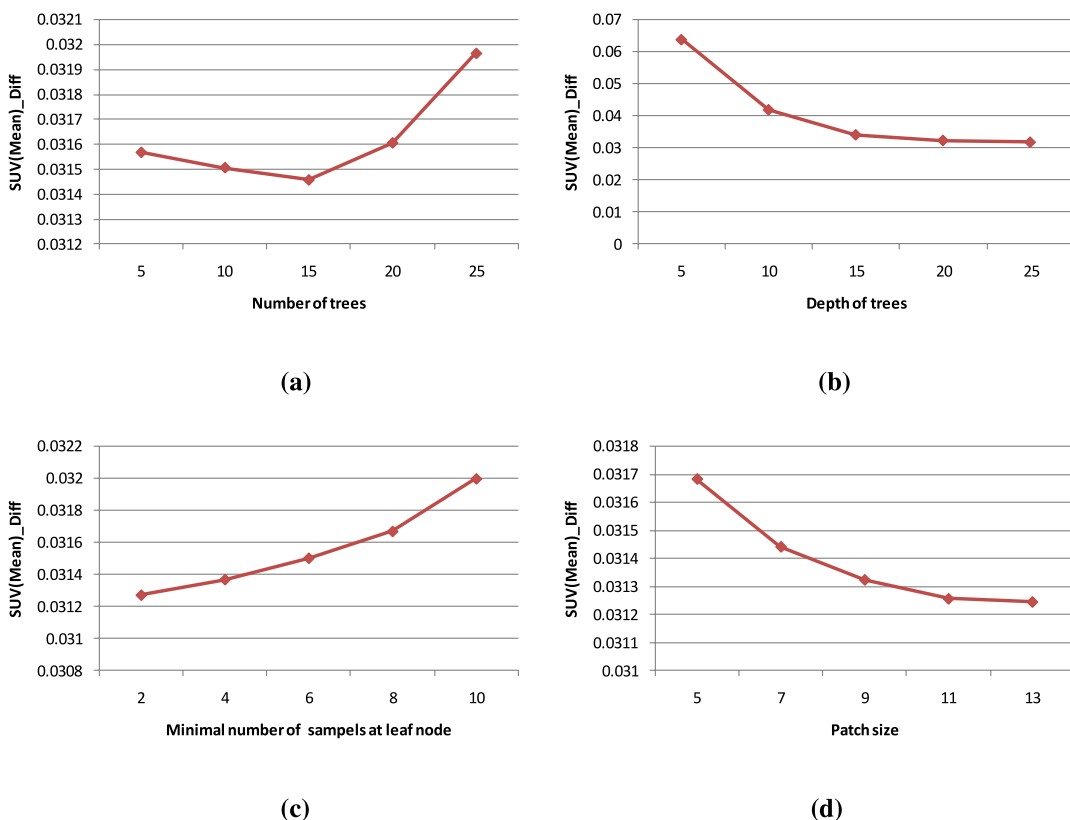 0.0321
0.032
0.0319
0.0318
0.0317
0.0316
0.0315
0.0314
0.0313
0.0312
SUV(Mean)_Diff
5 10 15 20 25
Number of trees
(a)
0.07
0.06
0.05
0.04
0.03
0.02
0.01
0
SUV(Mean)_Diff
5 10 15 20 25
Depth of trees
(b)
0.0322
0.032
0.0318
0.0316
0.0314
0.0312
0.031
0.0308
SUV(Mean)_Diff
2 4 6 8 10
Minimal number of sampels at leaf node
(c)
0.0318
0.0317
0.0316
0.0315
0.0314
0.0313
0.0312
0.0311
0.031
SUV(Mean)_Diff
5 7 9 11 13
Patch size
(d)